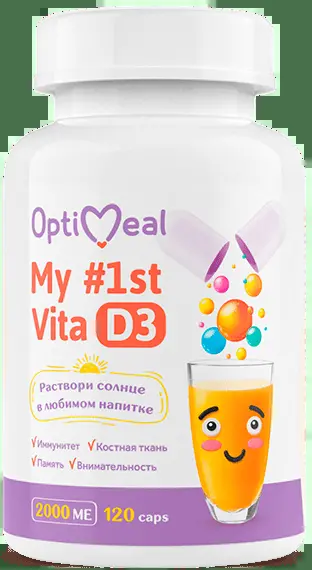 OptiMeal
My #1st
Vita D3
Раствори солнце
в любимом напитке
√Иммунитет √Костная ткань
√Память √Внимательность
2000 МЕ 120 caps